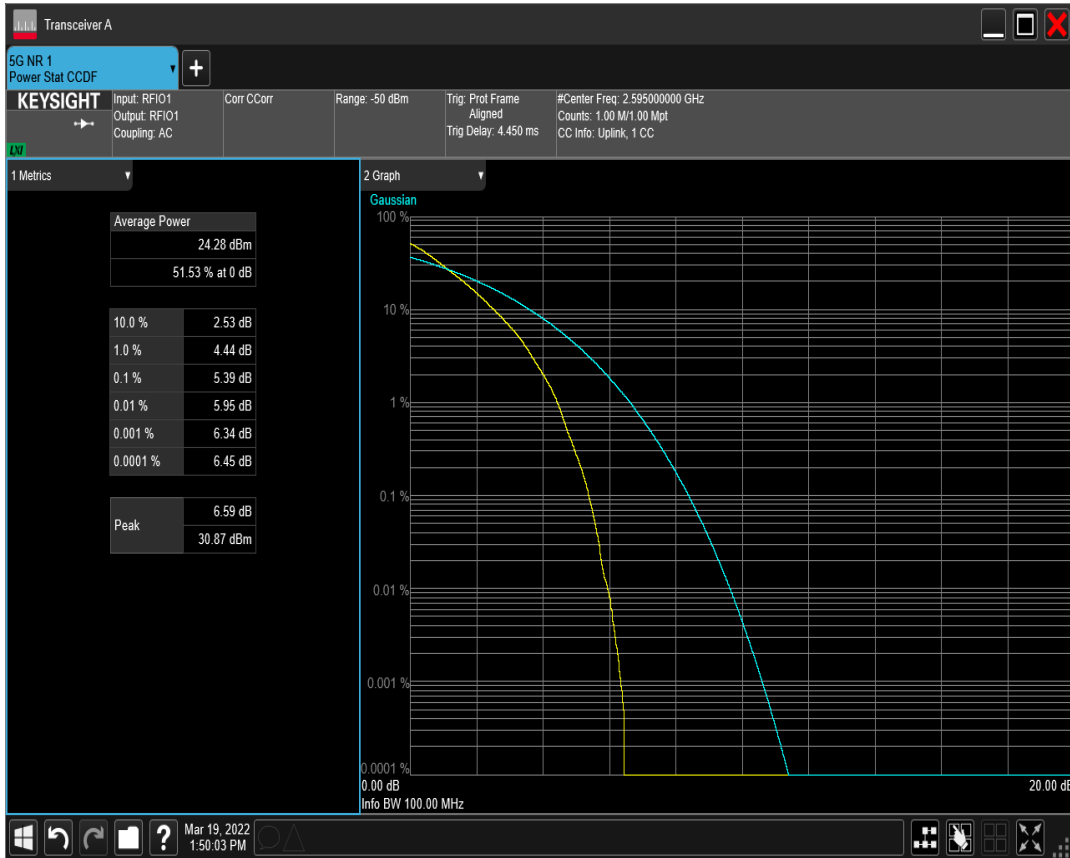 Transceiver A
5G NR 1
Power Stat CCDF
+
KEYSIGHT
LXI
Input: RFIO1
Output: RFIO1
Coupling: AC
Corr CCorr
Range: -50 dBm
Trig: Prot Frame
Aligned
Trig Delay: 4.450 ms
#Center Freq: 2.595000000 GHz
Counts: 1.00 M/1.00 Mpt
CC Info: Uplink, 1 CC
1 Metrics
Average Power
24.28 dBm
51.53 % at 0 dB
10.0 % 2.53 dB
1.0 % 4.44 dB
0.1 % 5.39 dB
0.01 % 5.95 dB
0.001 % 6.34 dB
0.0001 % 6.45 dB
Peak
6.59 dB
30.87 dBm
2 Graph
Gaussian
100 %
10 %
1 %
0.1 %
0.01 %
0.001 %
0.0001 %
0.00 dB 20.00 dB
Info BW 100.00 MHz
?
Mar 19, 2022
1:50:03 PM